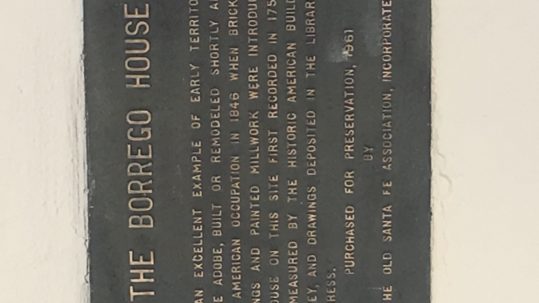 THE BORREGO HOUSE
AN EXCELLENT EXAMPLE OF EARLY
ADOBE, BUILT OR REMODELED SHORTLY
AMERICAN OCCUPATION IN 1846 WHEN BRICK
AND PAINTED MILLWORK WERE
ON THIS SITE FIRST RECORDED IN
MEASURED BY THE HISTORIC AMERICAN
AND DRAWINGS DEPOSITED IN THE
PURCHASED FOR PRESERVATION, 1961
BY
OLD SANTA FE ASSOCIATION,